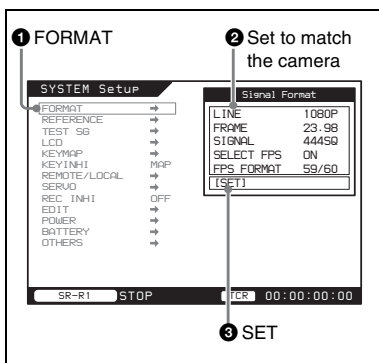 ❶ FORMAT
❷ Set to match
the camera
SYSTEM Setup
FORMAT ➡
REFERENCE ➡
TEST SG ➡
LCD ➡
KEYMAP ➡
KEYINHI MAP
REMOTE/LOCAL ➡
SERVO ➡
REC INHI OFF
EDIT ➡
POWER ➡
BATTERY ➡
OTHERS ➡
Signal Format
LINE 1080P
FRAME 23.98
SIGNAL 444SQ
SELECT FPS ON
FPS FORMAT 59/60
[SET]
SR-R1 STOP TCR 00:00:00:00
❸ SET